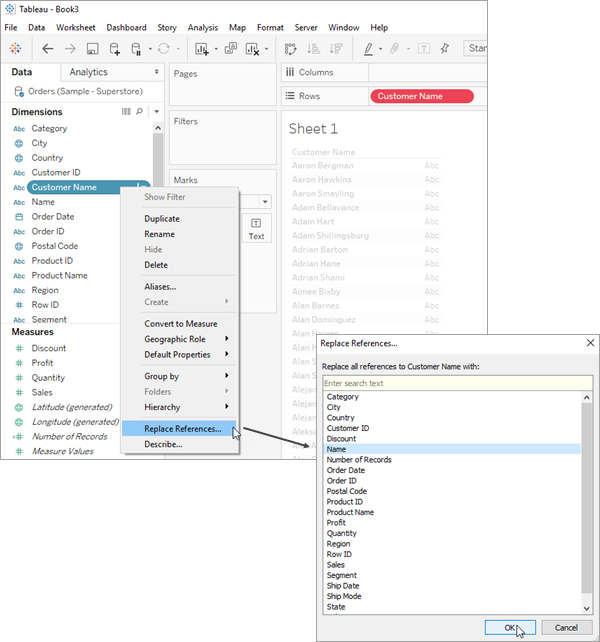 Tableau - Book3
File Data Worksheet Dashboard Story Analysis Map Format Server Window Help
Stan
Data Analytics
Orders (Sample - Superstore)
Dimensions
Abc Category
City
Country
Abc Customer ID
Abc Customer Name
Abc Name
Order Date
Abc Order ID
Postal Code
Abc Product ID
Abc Product Name
Abc Region
# Row ID
Abc Segment
Measures
# Discount
# Profit
# Quantity
# Sales
Latitude (generated)
Longitude (generated)
=# Number of Records
# Measure Values
Pages
Filters
Marks
Text
Columns
Rows Customer Name
Sheet 1
Customer Name
Aaron Bergman Abc
Aaron Hawkins Abc
Aaron Smayling Abc
Adam Bellavance Abc
Adam Hart Abc
Adam Shillingsburg Abc
Adrian Barton Abc
Adrian Hane Abc
Adrian Shami Abc
Aimee Bixby Abc
Alan Barnes Abc
Alan Dominguez Abc
Show Filter
Duplicate
Rename
Hide
Delete
Aliases...
Create
Convert to Measure
Geographic Role
Default Properties
Group by
Folders
Hierarchy
Replace References...
Describe...
Replace References...
Replace all references to Customer Name with:
Enter search text
Category
City
Country
Customer ID
Discount
Name
Number of Records
Order Date
Order ID
Postal Code
Product ID
Product Name
Profit
Quantity
Region
Row ID
Sales
Segment
Ship Date
Ship Mode
State
OK Cancel